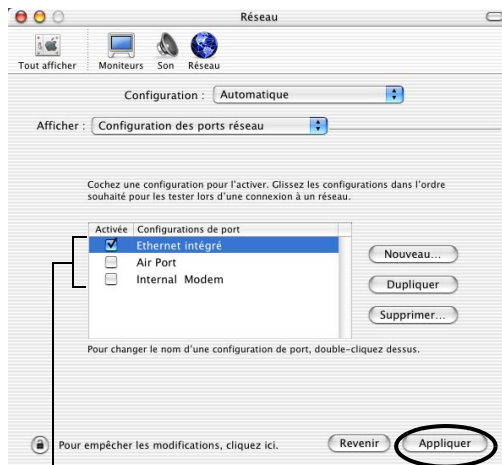 Réseau
Tout afficher Moniteurs Son Réseau
Configuration : Automatique
Afficher : Configuration des ports réseau
Cochez une configuration pour l'activer. Glissez les configurations dans l'ordre
souhaité pour les tester lors d'une connexion à un réseau.
Activée Configurations de port
Ethernet intégré
Air Port
Internal Modem
Nouveau...
Dupliquer
Supprimer...
Pour changer le nom d'une configuration de port, double-cliquez dessus.
Pour empêcher les modifications, cliquez ici.
Revenir Appliquer